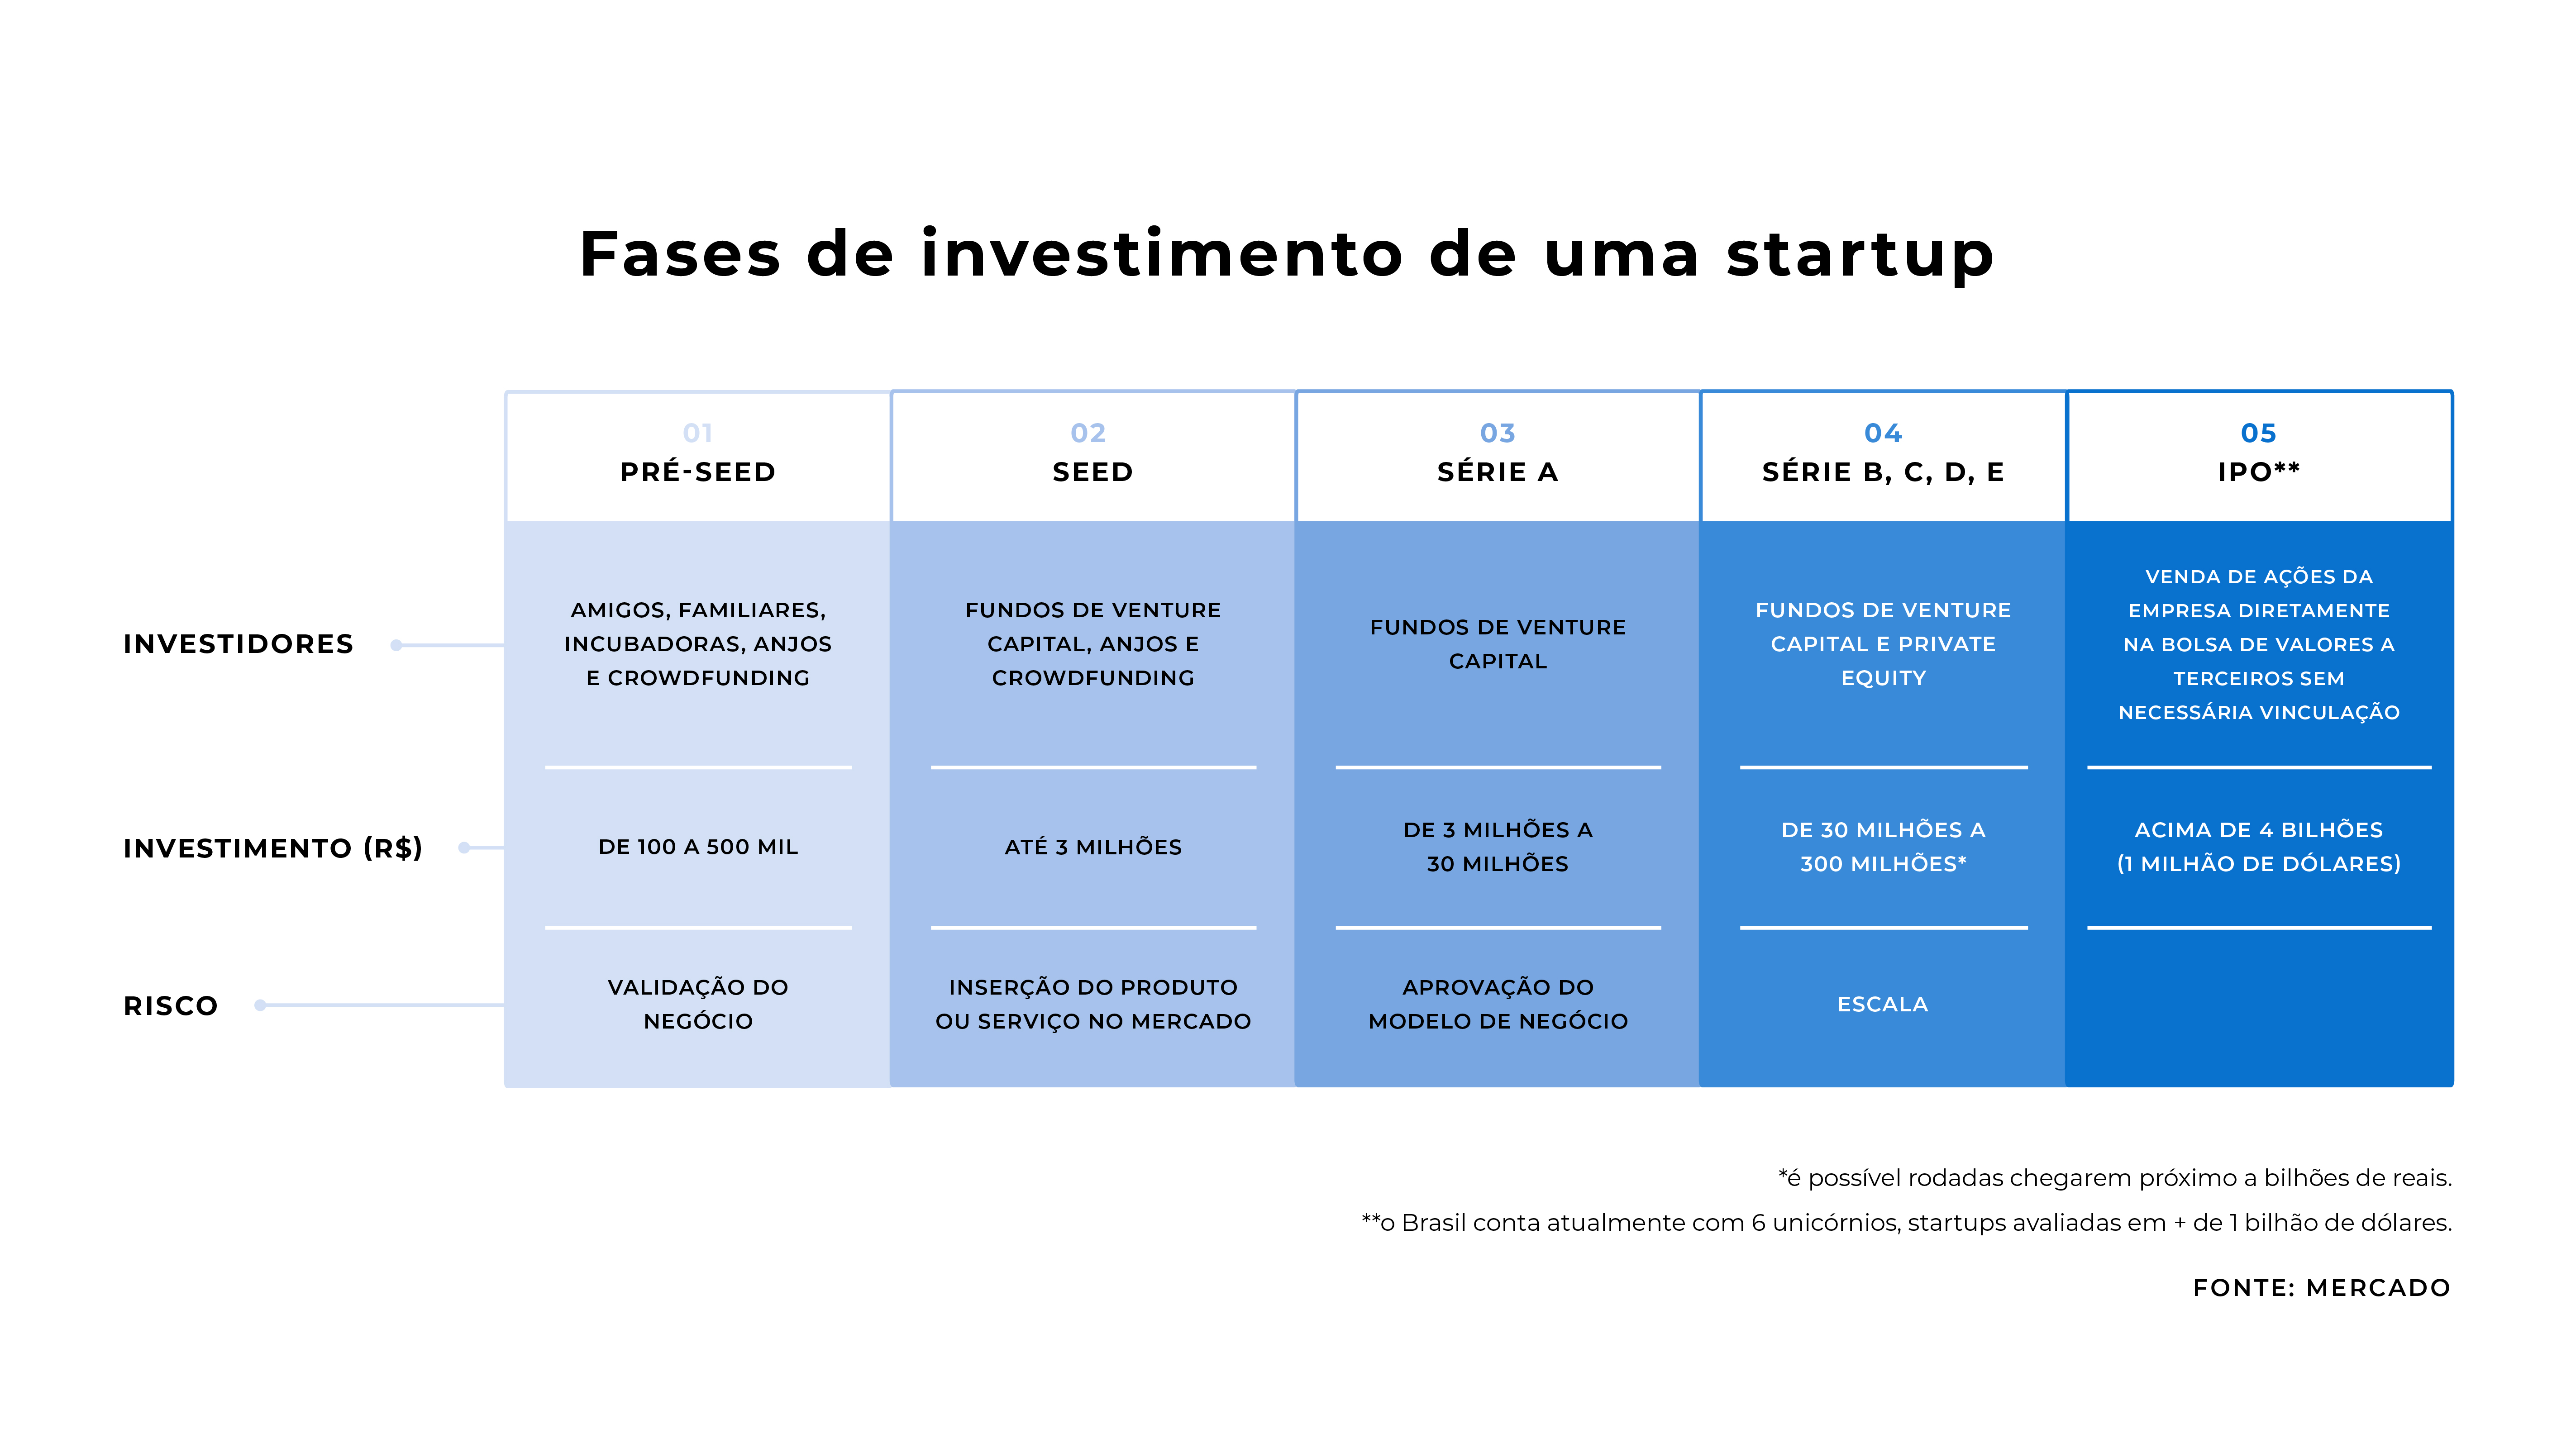 Fases de investimento de uma startup
01
PRÉ-SEED
02
SEED
03
SÉRIE A
04
SÉRIE B, C, D, E
05
IPO**
INVESTIDORES
AMIGOS, FAMILIARES,
INCUBADORAS, ANJOS
E CROWDFUNDING
FUNDOS DE VENTURE
CAPITAL, ANJOS E
CROWDFUNDING
FUNDOS DE VENTURE
CAPITAL
FUNDOS DE VENTURE
CAPITAL E PRIVATE
EQUITY
VENDA DE AÇÕES DA
EMPRESA DIRETAMENTE
NA BOLSA DE VALORES A
TERCEIROS SEM
NECESSÁRIA VINCULAÇÃO
INVESTIMENTO (R$)
DE 100 A 500 MIL
ATÉ 3 MILHÕES
DE 3 MILHÕES A
30 MILHÕES
DE 30 MILHÕES A
300 MILHÕES*
ACIMA DE 4 BILHÕES
(1 MILHÃO DE DÓLARES)
RISCO
VALIDAÇÃO DO
NEGÓCIO
INSERÇÃO DO PRODUTO
OU SERVIÇO NO MERCADO
APROVAÇÃO DO
MODELO DE NEGÓCIO
ESCALA
*é possível rodadas chegarem próximo a bilhões de reais.
**o Brasil conta atualmente com 6 unicórnios, startups avaliadas em + de 1 bilhão de dólares.
FONTE: MERCADO